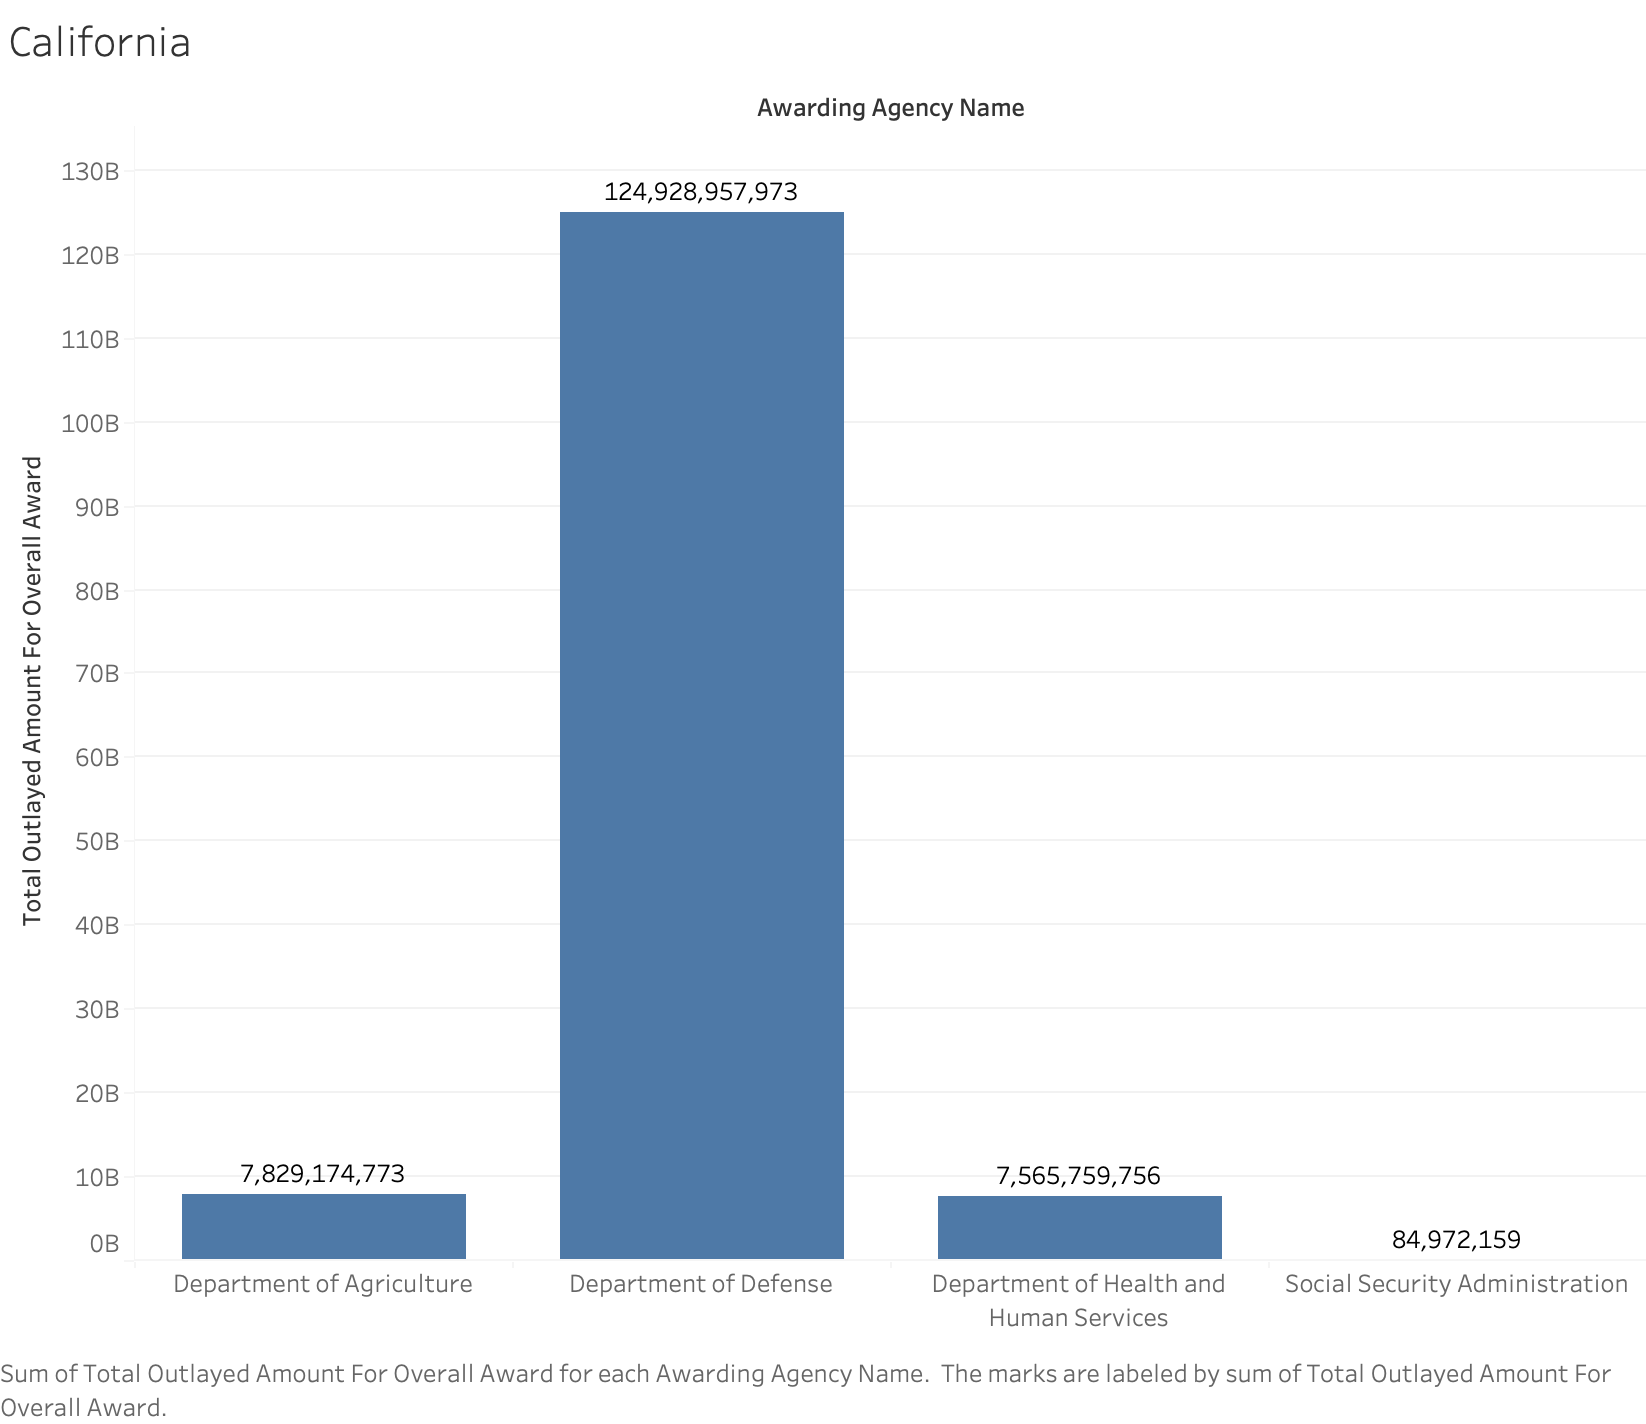 California
Awarding Agency Name
130B
124,928,957,973
120B
110B
100B
90B
80B
70B
60B
50B
40B
30B
20B
10B
0B
Total Outlayed Amount For Overall Award
7,829,174,773
7,565,759,756
84,972,159
Department of Agriculture
Department of Defense
Department of Health and
Human Services
Social Security Administration
Sum of Total Outlayed Amount For Overall Award for each Awarding Agency Name.  The marks are labeled by sum of Total Outlayed Amount For
Overall Award.